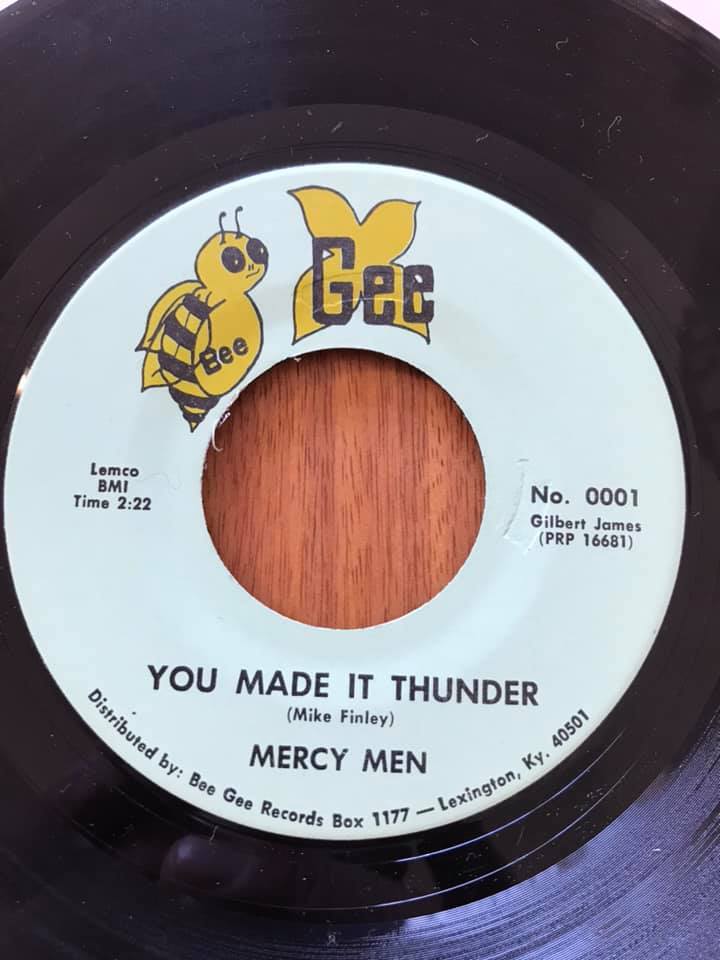 Bee
Gee
Lemco
BMI
Time 2:22
No. 0001
Gilbert James
(PRP 16681)
YOU MADE IT THUNDER
(Mike Finley)
MERCY MEN
Distributed by: Bee Gee Records Box 1177 — Lexington, Ky. 40501